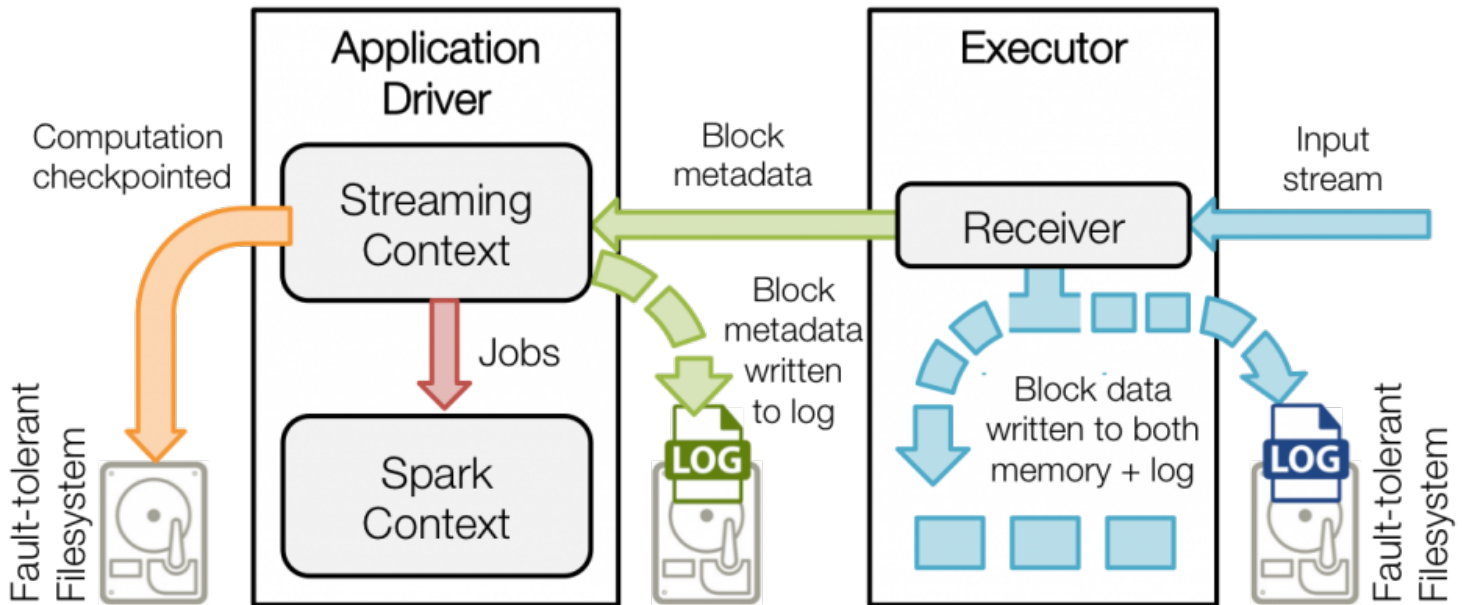 Application
Driver
Executor
Computation
checkpointed
Block
metadata
Input
stream
Streaming
Context
Receiver
Jobs
Block
metadata
written
to log
Block data
written to both
memory + log
Spark
Context
LOG
LOG
Fault-tolerant
Filesystem
Fault-tolerant
Filesystem